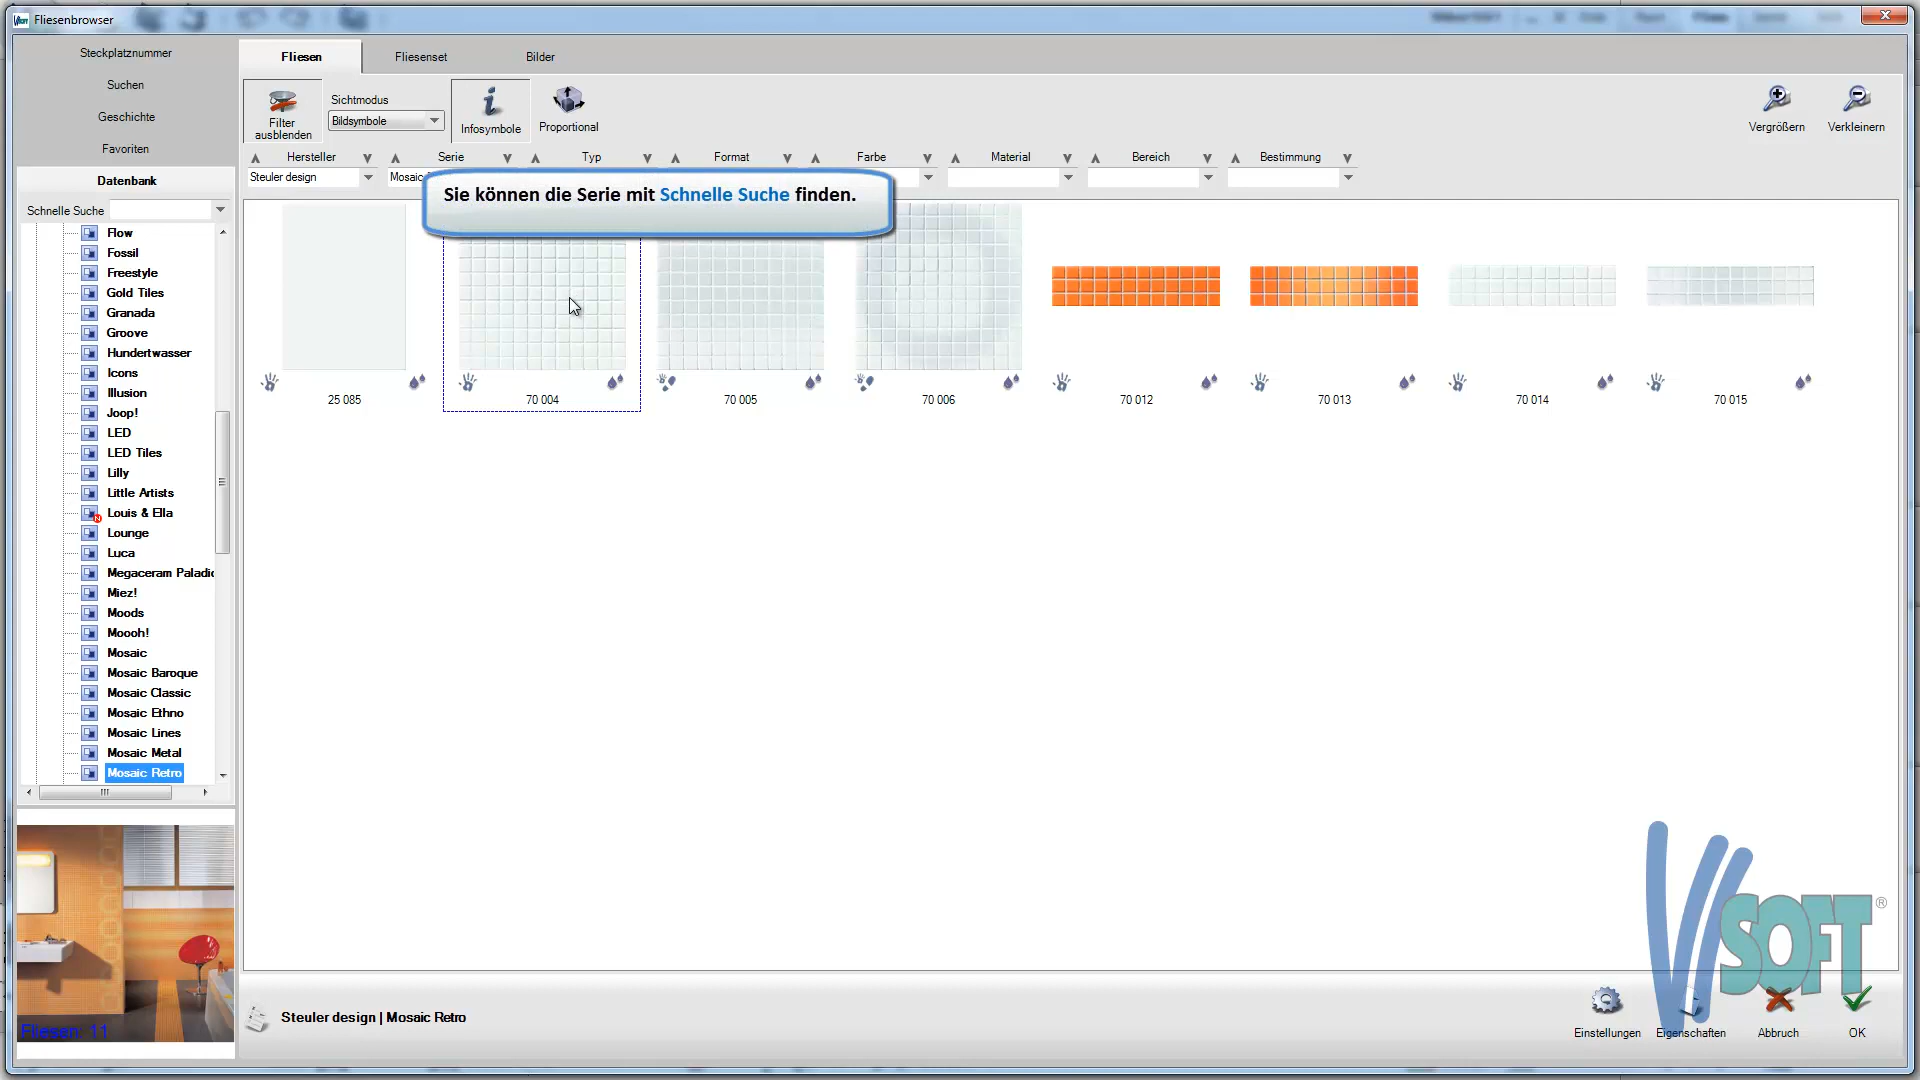 Fliesenbrowser
Steckplatznummer
Suchen
Geschichte
Favoriten
Datenbank
Schnelle Suche
Flow
Fossil
Freestyle
Gold Tiles
Granada
Groove
Hundertwasser
Icons
Illusion
Joop!
LED
LED Tiles
Lilly
Little Artists
Louis & Ella
Lounge
Luca
Megaceram
Miez!
Moods
Moooh!
Mosaic
Mosaic Baroque
Mosaic Classic
Mosaic Ethno
Mosaic Lines
Mosaic Metal
Mosaic Retro
Fliesen: 11
Fliesen Fliesenset Bilder
Filter ausblenden
Sichtmodus
Bildsymbole
Infosymbole
Proportional
Vergrößern
Verkleinern
Hersteller Serie Typ Format Farbe Material Bereich Bestimmung
Steuler design Mosaic
Sie können die Serie mit Schnelle Suche finden.
25 085 70 004 70 005 70 006 70 012 70 013 70 014 70 015
VSOFT®
Steuler design | Mosaic Retro
Einstellungen Eigenschaften Abbruch OK